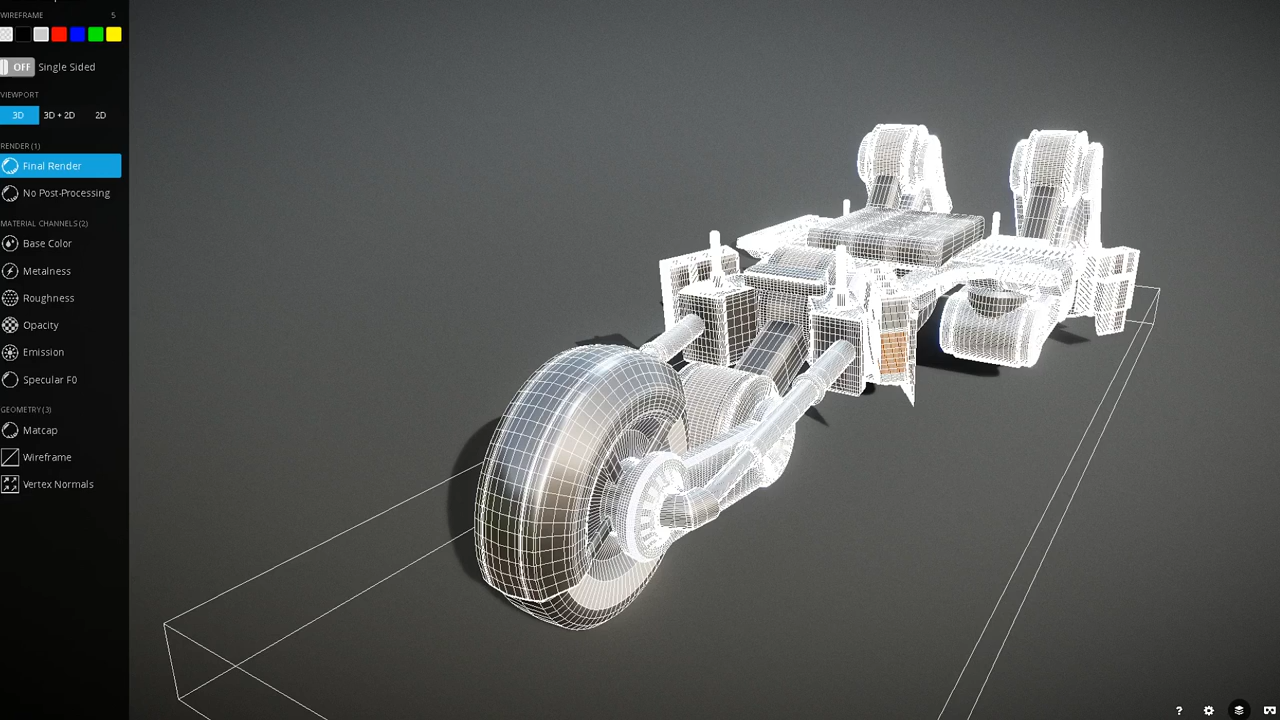 WIREFRAME 5
OFF Single Sided
VIEWPORT
3D 3D + 2D 2D
RENDER (1)
Final Render
No Post-Processing
MATERIAL CHANNELS (2)
Base Color
Metalness
Roughness
Opacity
Emission
Specular F0
GEOMETRY (3)
Matcap
Wireframe
Vertex Normals
?